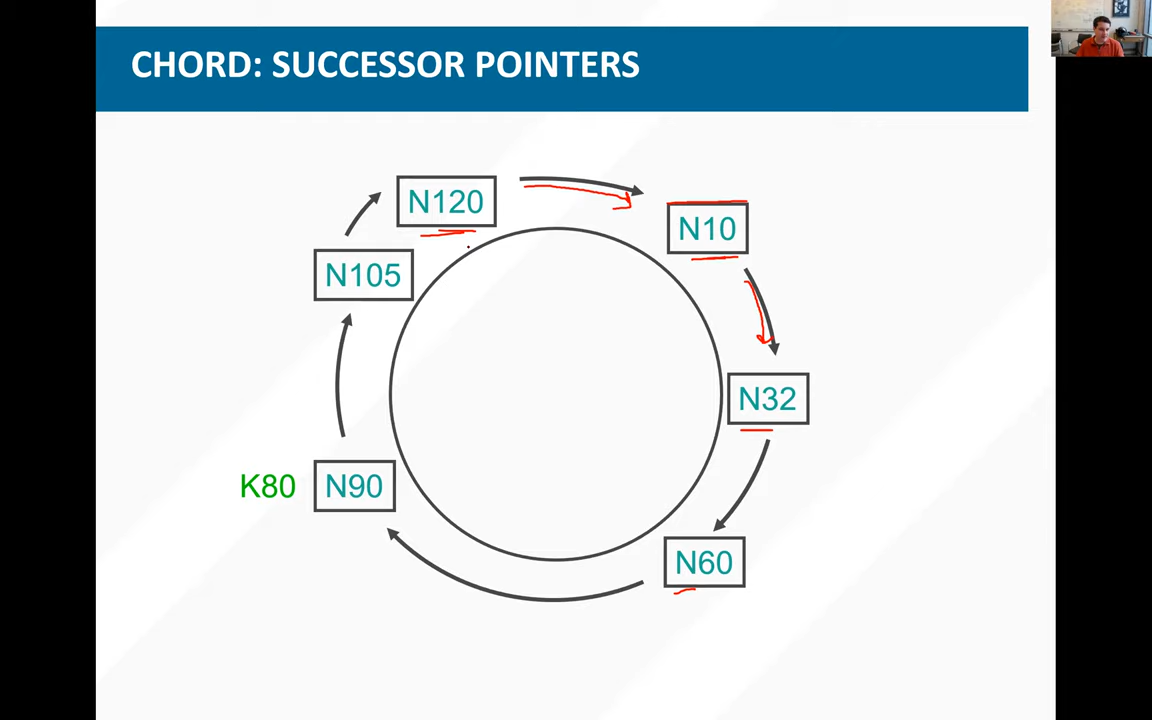 CHORD: SUCCESSOR POINTERS
N120
N10
N105
N32
K80 N90
N60